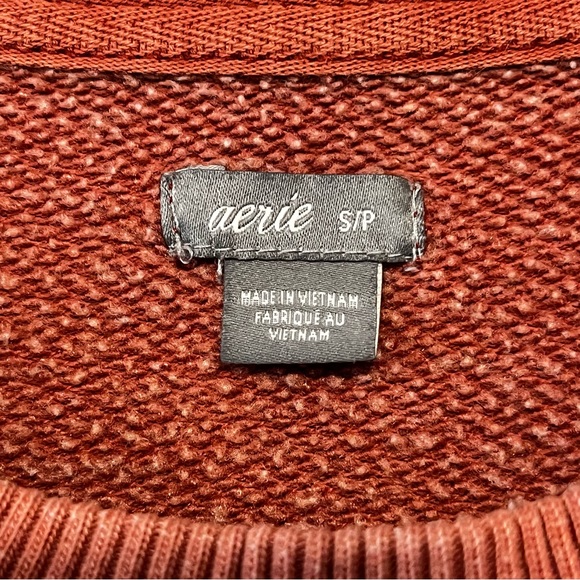 aerie S/P
MADE IN VIETNAM
FABRIQUÉ AU
VIETNAM